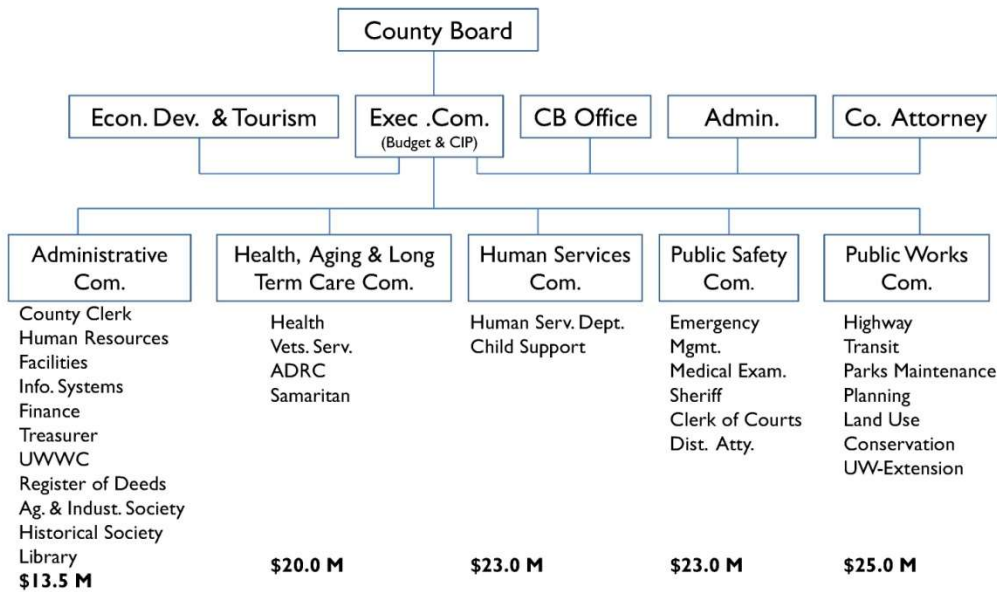 County Board
Econ. Dev. & Tourism
Exec .Com.
(Budget & CIP)
CB Office
Admin.
Co. Attorney
Administrative
Com.
County Clerk
Human Resources
Facilities
Info. Systems
Finance
Treasurer
UWWC
Register of Deeds
Ag. & Indust. Society
Historical Society
Library
$13.5 M
Health, Aging & Long
Term Care Com.
Health
Vets. Serv.
ADRC
Samaritan
$20.0 M
Human Services
Com.
Human Serv. Dept.
Child Support
$23.0 M
Public Safety
Com.
Emergency
Mgmt.
Medical Exam.
Sheriff
Clerk of Courts
Dist. Atty.
$23.0 M
Public Works
Com.
Highway
Transit
Parks Maintenance
Planning
Land Use
Conservation
UW-Extension
$25.0 M